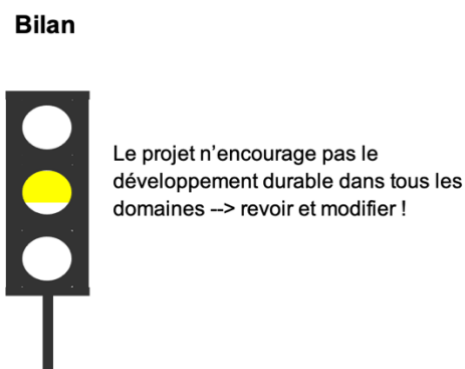 Bilan
Le projet n’encourage pas le
développement durable dans tous les
domaines --> revoir et modifier !